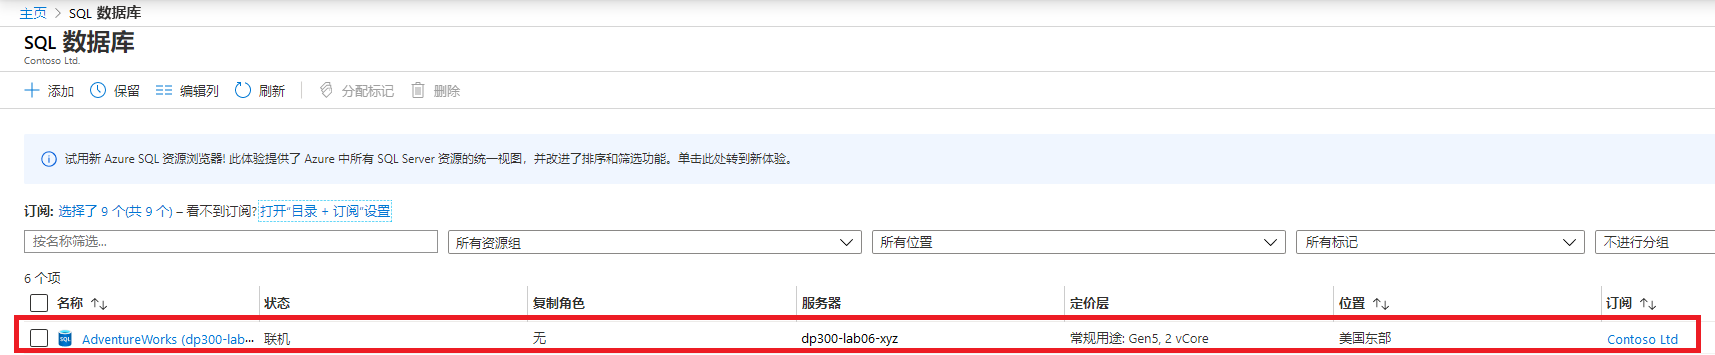 主页 > SQL 数据库
SQL 数据库
Contoso Ltd.
添加 保留 编辑列 刷新 分配标记 删除
试用新 Azure SQL 资源浏览器! 此体验提供了 Azure 中所有 SQL Server 资源的统一视图，并改进了排序和筛选功能。单击此处转到新体验。
订阅: 选择了 9 个(共 9 个) – 看不到订阅? 打开“目录 + 订阅”设置
按名称筛选... 所有资源组 所有位置 所有标记 不进行分组
6 个项
名称 ↑↓ 状态 复制角色 服务器 定价层 位置 ↑↓ 订阅 ↑↓
SQL AdventureWorks (dp300-lab... 联机 无 dp300-lab06-xyz 常规用途: Gen5, 2 vCore 美国东部 Contoso Ltd